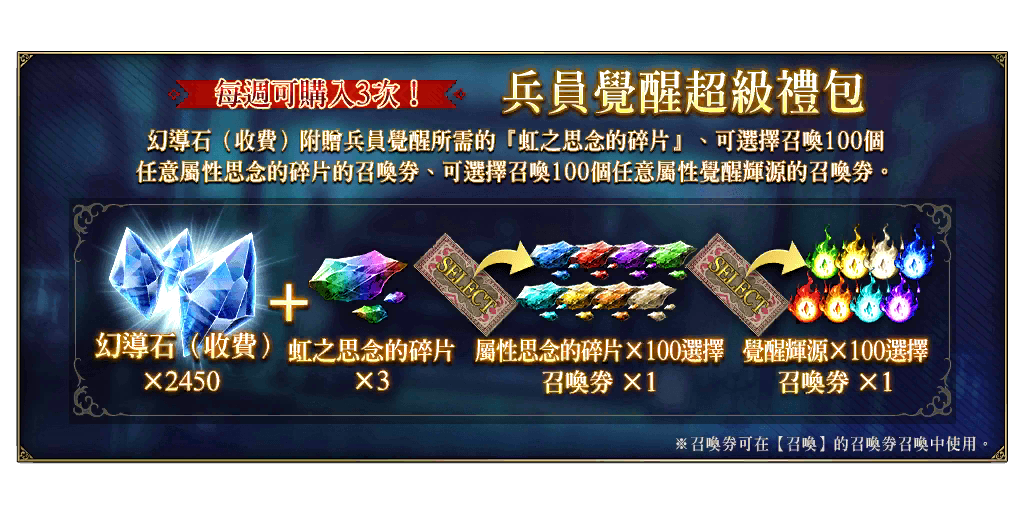 每週可購入3次！
兵員覺醒超級禮包
幻導石（收費）附贈兵員覺醒所需的『虹之思念的碎片』、可選擇召喚100個
任意屬性思念的碎片的召喚券、可選擇召喚100個任意屬性覺醒輝源的召喚券。
SELECT
SELECT
幻導石（收費）
×2450
虹之思念的碎片
×3
屬性思念的碎片×100選擇
召喚券 ×1
覺醒輝源×100選擇
召喚券 ×1
※召喚券可在【召喚】的召喚券召喚中使用。